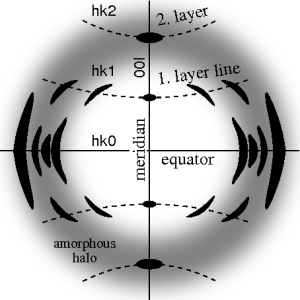 hk2
2. layer
00l
hk1
1. layer line
hk0
meridian
equator
amorphous
halo